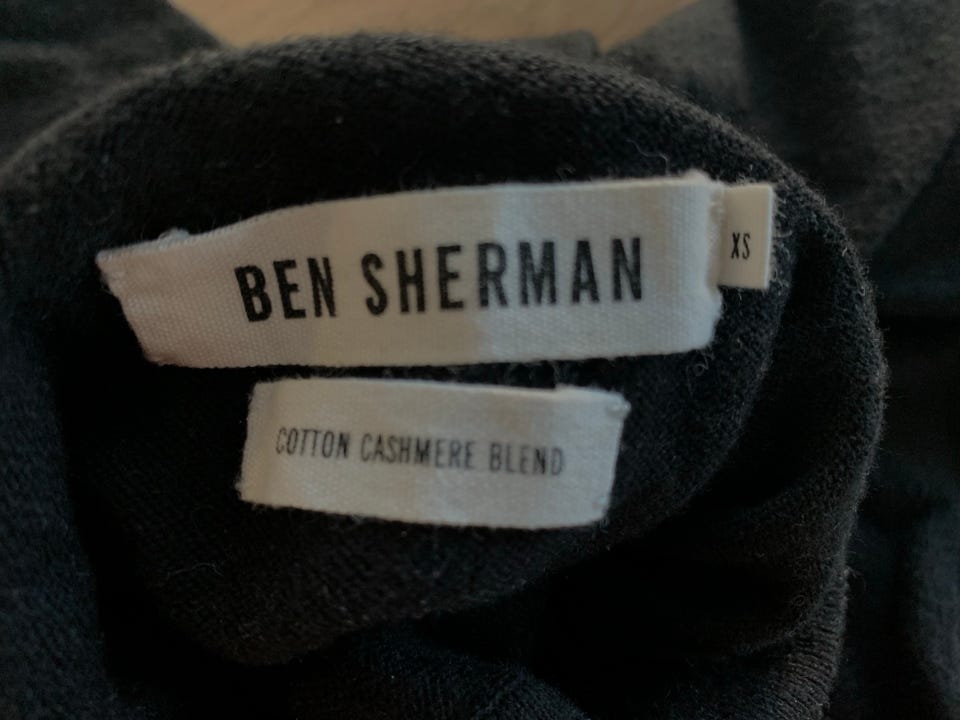 BEN SHERMAN
XS
COTTON CASHMERE BLEND